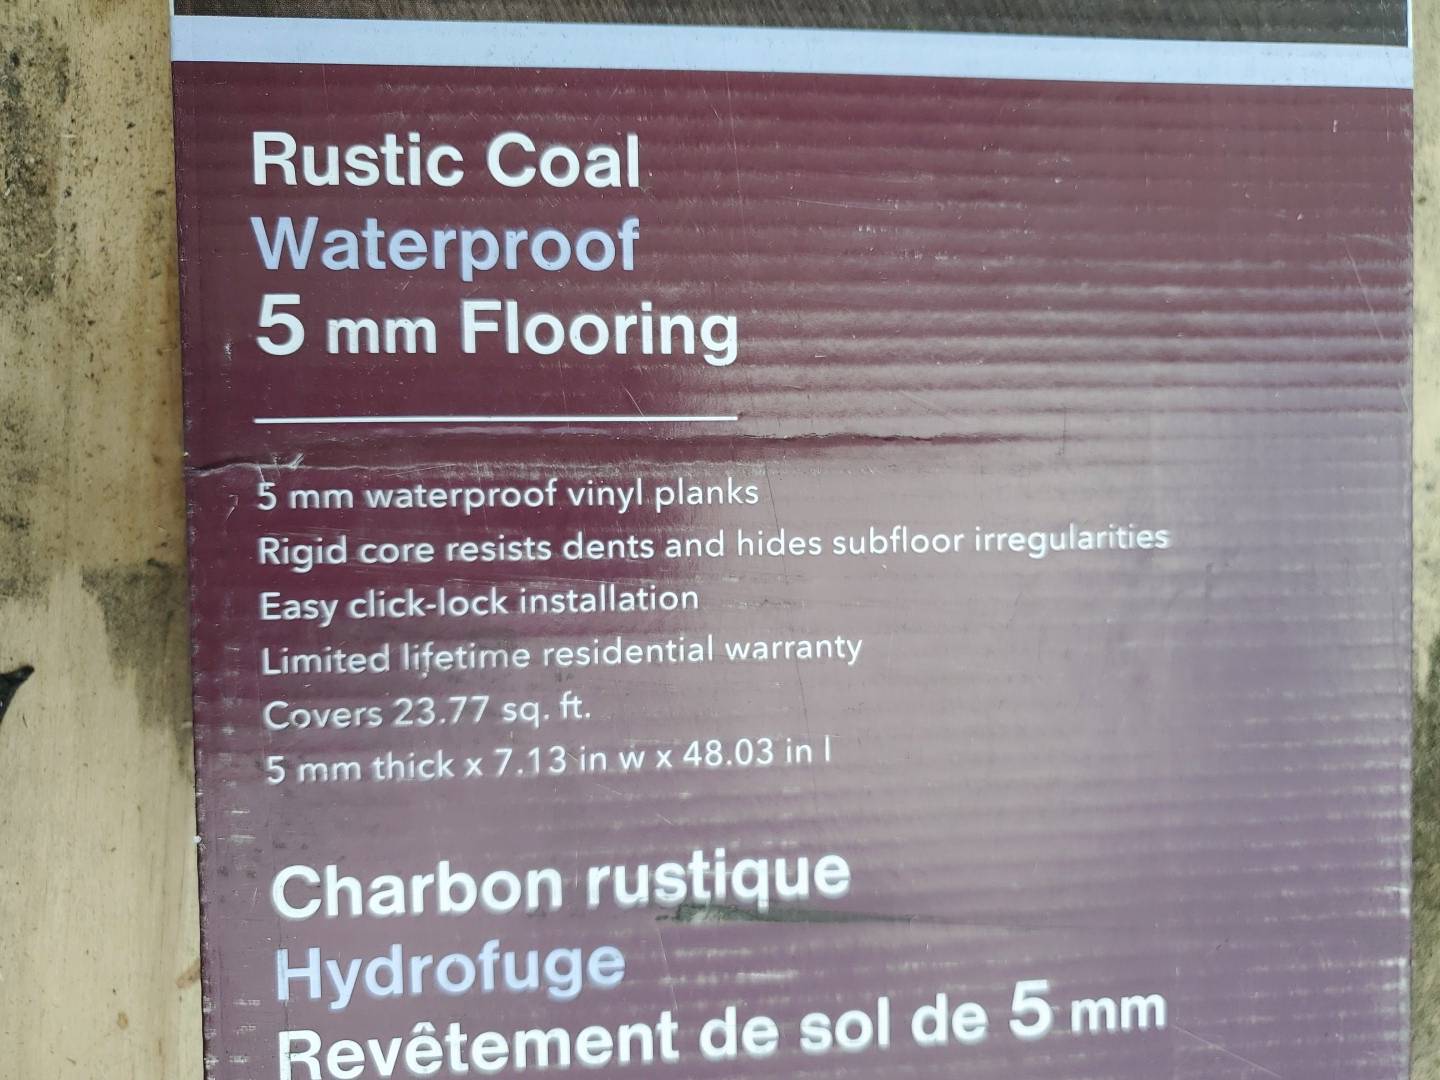 Rustic Coal
Waterproof
5 mm Flooring
5 mm waterproof vinyl planks
Rigid core resists dents and hides subfloor irregularities
Easy click-lock installation
Limited lifetime residential warranty
Covers 23.77 sq. ft.
5 mm thick x 7.13 in w x 48.03 in l
Charbon rustique
Hydrofuge
Revêtement de sol de 5 mm